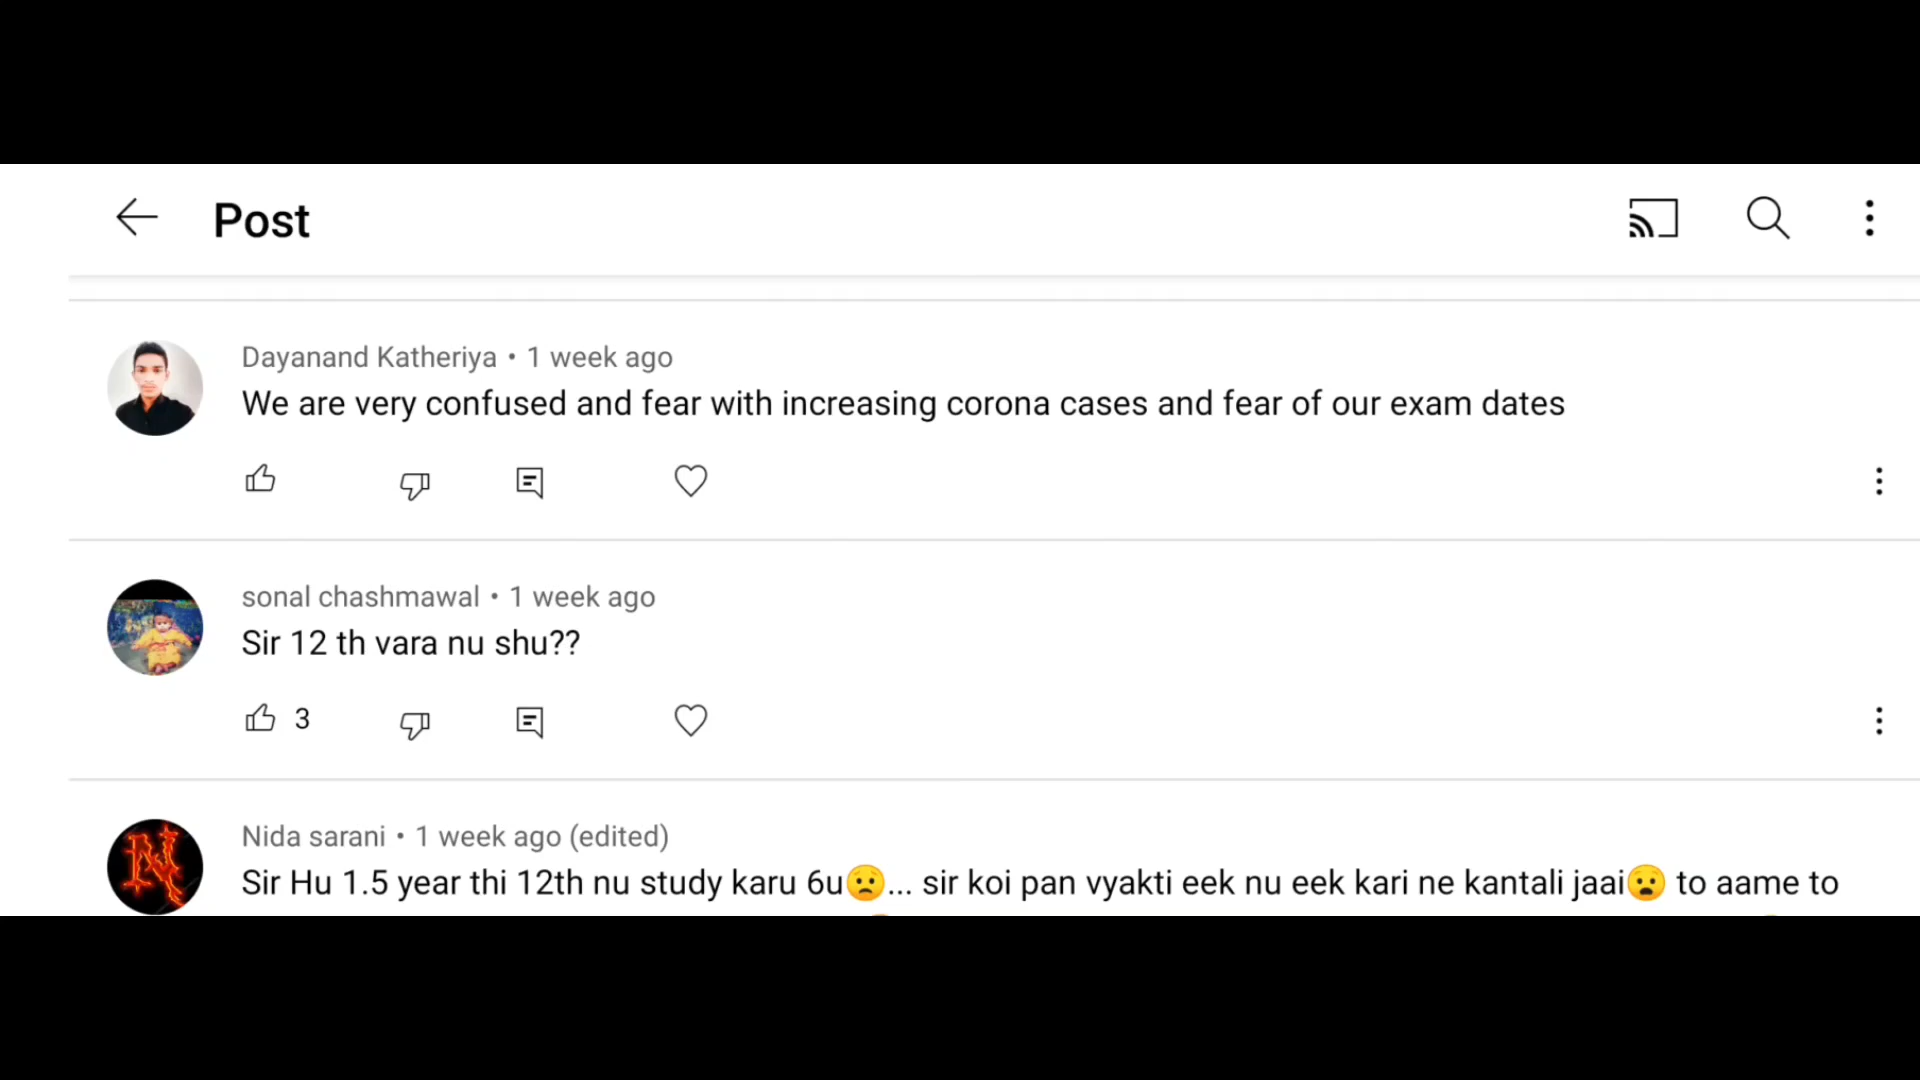 Post
Dayanand Katheriya • 1 week ago
We are very confused and fear with increasing corona cases and fear of our exam dates
sonal chashmawal • 1 week ago
Sir 12 th vara nu shu??
3
Nida sarani • 1 week ago (edited)
Sir Hu 1.5 year thi 12th nu study karu 6u😟... sir koi pan vyakti eek nu eek kari ne kantali jaai😧 to aame to